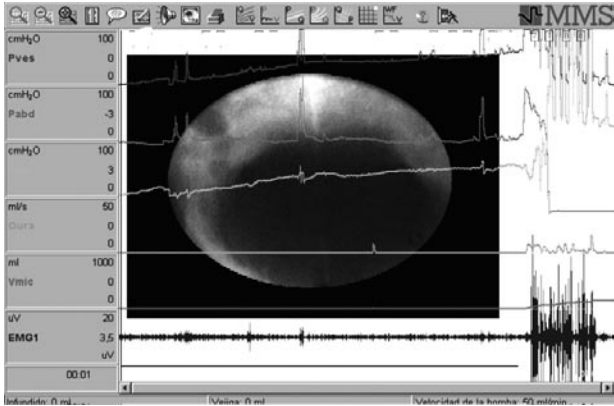 MMS
cmH2O 100
Pves 0
0
cmH2O 100
Pabd -3
0
cmH2O 100
3
0
ml/s 50
Qura 0
0
ml 1000
Vmic 0
0
uV 20
EMG1 3,5
uV
00:01
Infundido: 0 ml
Vejiga: 0 ml
Velocidad de la bomba: 50 ml/min